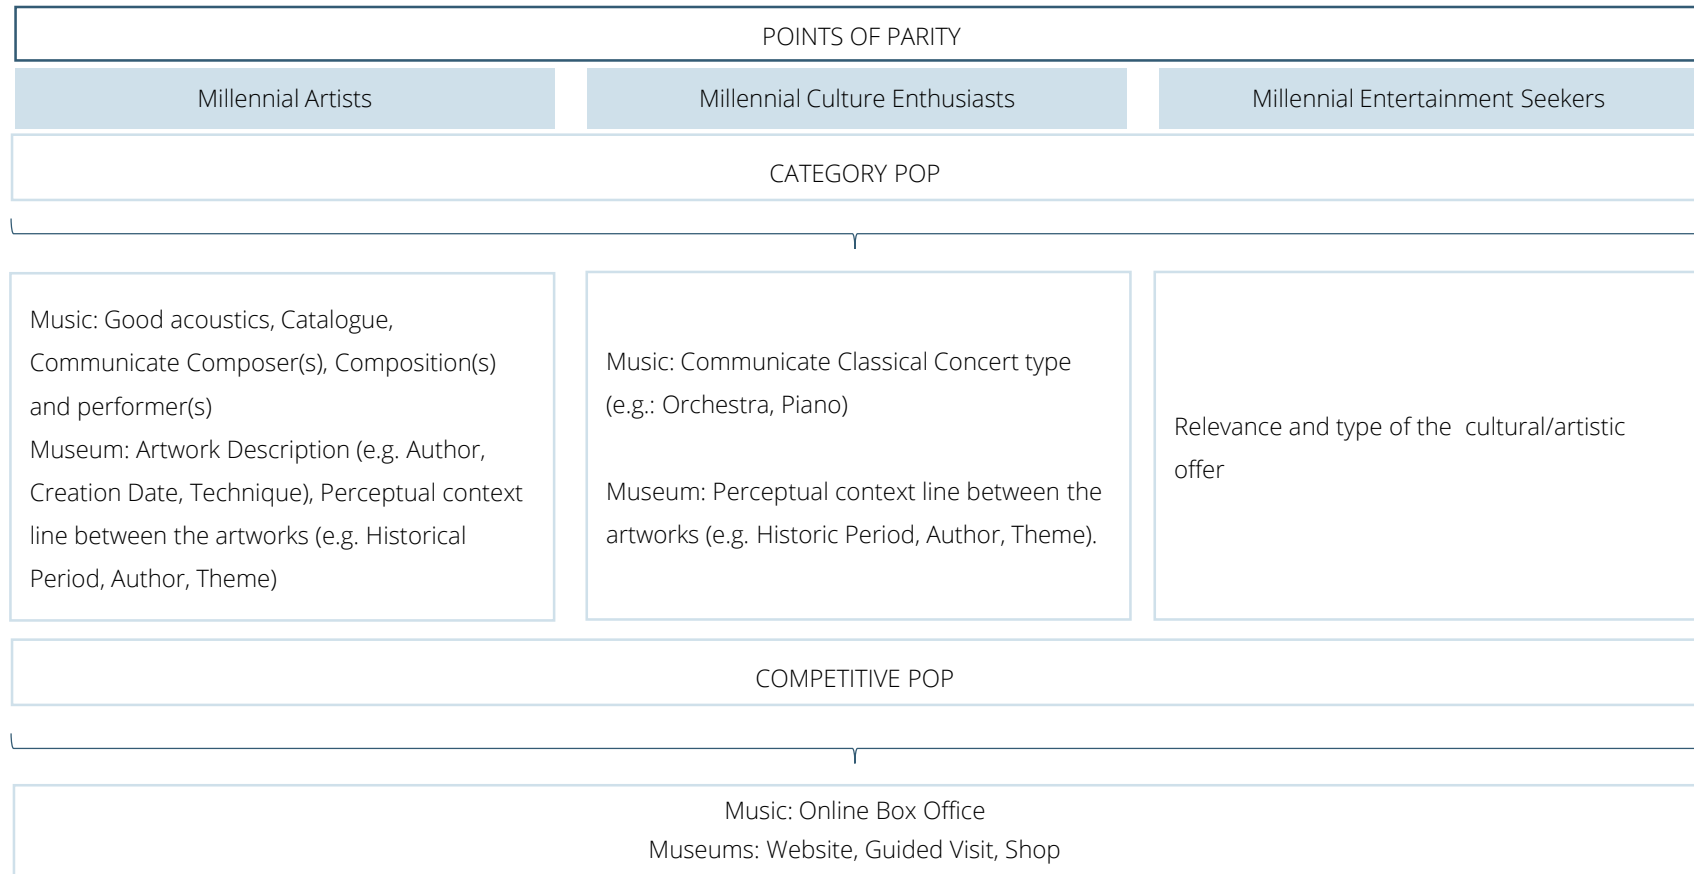 POINTS OF PARITY
Millennial Artists
Millennial Culture Enthusiasts
Millennial Entertainment Seekers
CATEGORY POP
Music: Good acoustics, Catalogue,
Communicate Composer(s), Composition(s)
and performer(s)
Museum: Artwork Description (e.g. Author,
Creation Date, Technique), Perceptual context
line between the artworks (e.g. Historical
Period, Author, Theme)
Music: Communicate Classical Concert type
(e.g.: Orchestra, Piano)
Museum: Perceptual context line between the
artworks (e.g. Historic Period, Author, Theme).
Relevance and type of the  cultural/artistic
offer
COMPETITIVE POP
Music: Online Box Office
Museums: Website, Guided Visit, Shop